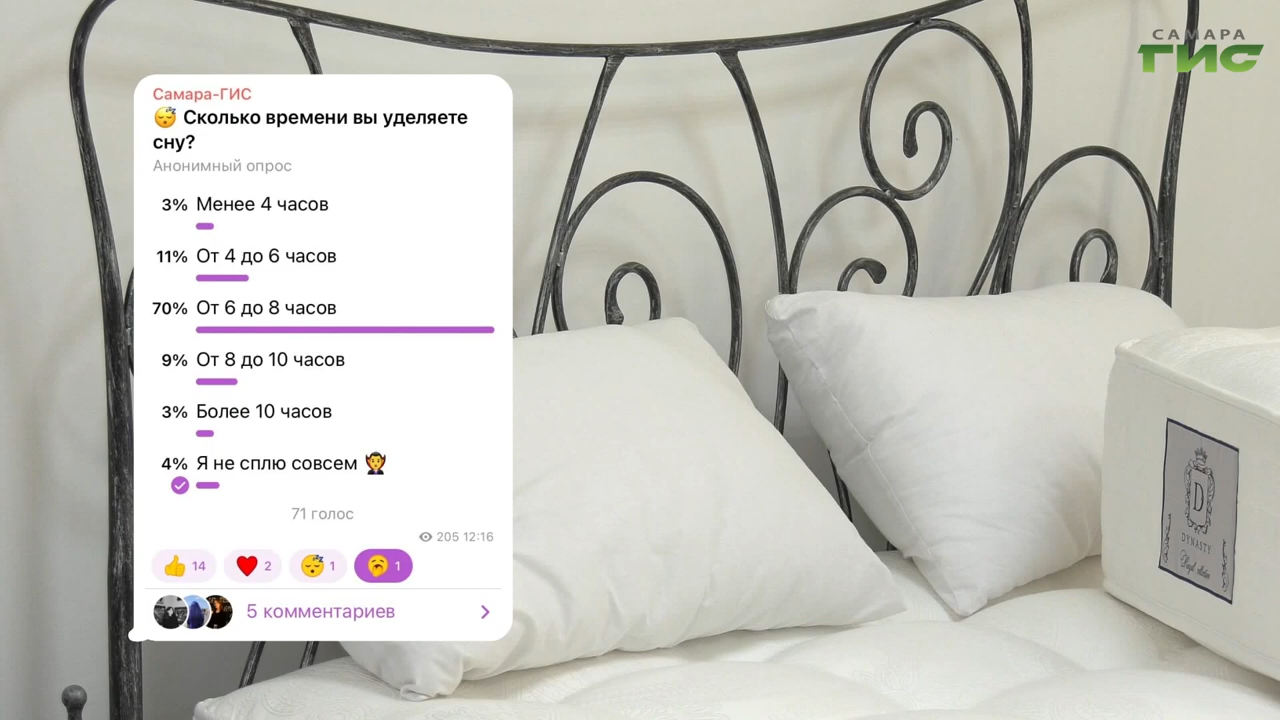 САМАРА
ГИС
Самара-ГИС
😴 Сколько времени вы уделяете
сну?
Анонимный опрос
3% Менее 4 часов
11% От 4 до 6 часов
70% От 6 до 8 часов
9% От 8 до 10 часов
3% Более 10 часов
4% Я не сплю совсем 🧛
71 голос
205 12:16
👍 14 ❤️ 2 😴 1 🥱 1
5 комментариев
D
DYNASTY